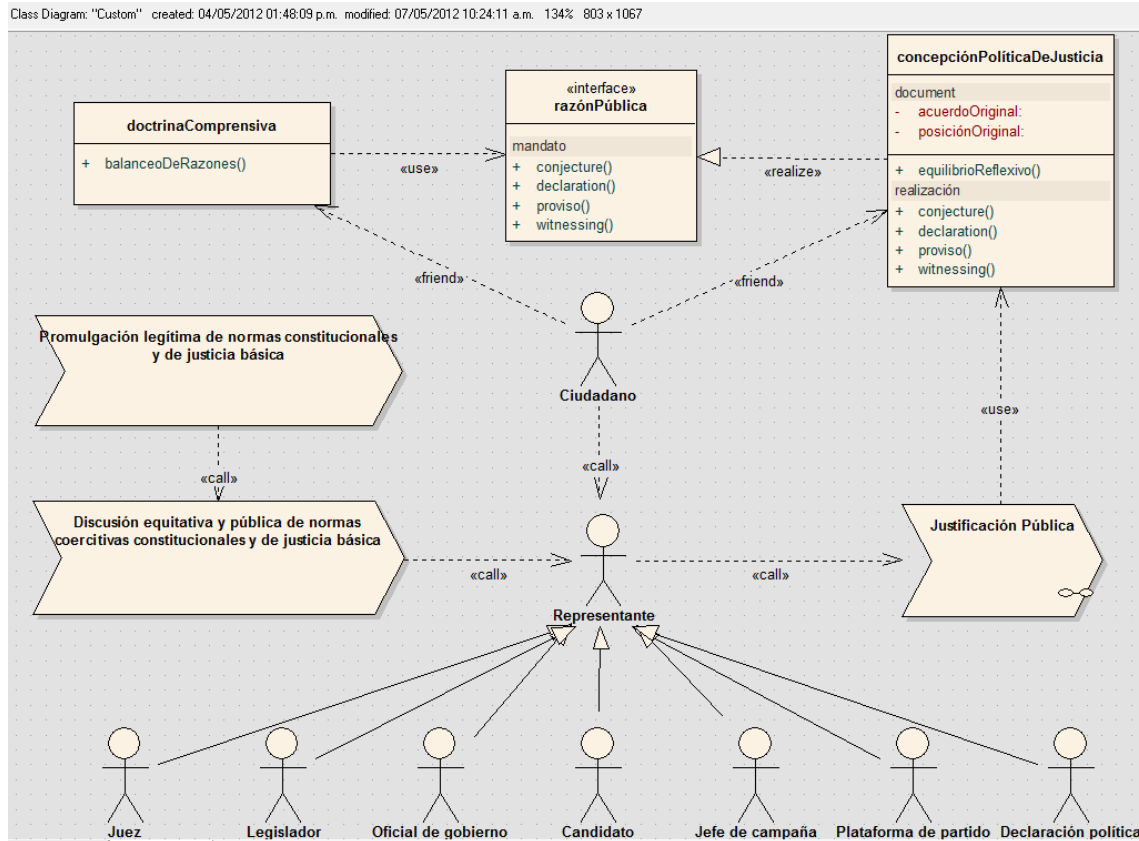 Class Diagram: "Custom"   created: 04/05/2012 01:48:09 p.m.  modified: 07/05/2012 10:24:11 a.m.   134%   803 x 1067
concepciónPolíticaDeJusticia
document
- acuerdoOriginal:
- posiciónOriginal:
+ equilibrioReflexivo()
realización
+ conjecture()
+ declaration()
+ proviso()
+ witnessing()
«interface»
razónPública
mandato
+ conjecture()
+ declaration()
+ proviso()
+ witnessing()
doctrinaComprensiva
+ balanceoDeRazones()
«use»
«realize»
«friend»
«friend»
Promulgación legítima de normas constitucionales
y de justicia básica
Ciudadano
«use»
«call»
«call»
Discusión equitativa y pública de normas
coercitivas constitucionales y de justicia básica
Justificación Pública
«call»
«call»
Representante
Juez
Legislador
Oficial de gobierno
Candidato
Jefe de campaña
Plataforma de partido
Declaración política